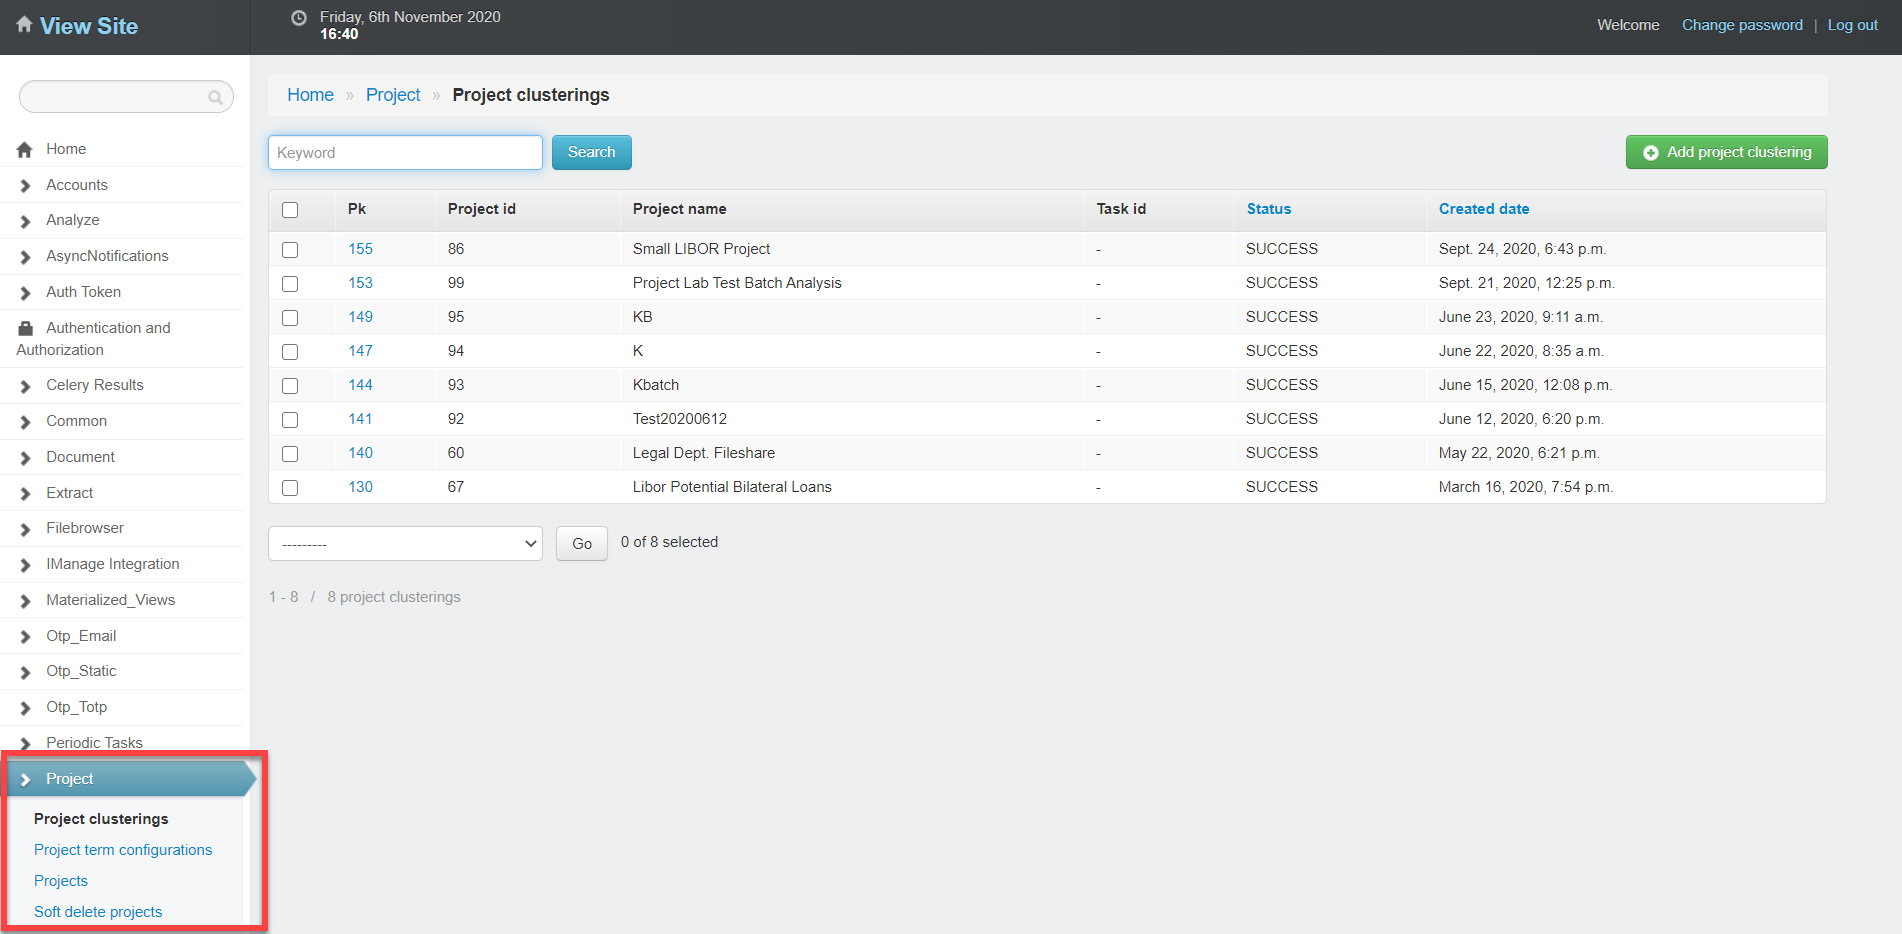 View Site
Friday, 6th November 2020
16:40
Welcome Change password | Log out
Home » Project » Project clusterings
Keyword
Search
Add project clustering
Home
Accounts
Analyze
AsyncNotifications
Auth Token
Authentication and
Authorization
Celery Results
Common
Document
Extract
Filebrowser
IManage Integration
Materialized_Views
Otp_Email
Otp_Static
Otp_Totp
Periodic Tasks
Project
Project clusterings
Project term configurations
Projects
Soft delete projects
Pk Project id Project name Task id Status Created date
155 86 Small LIBOR Project - SUCCESS Sept. 24, 2020, 6:43 p.m.
153 99 Project Lab Test Batch Analysis - SUCCESS Sept. 21, 2020, 12:25 p.m.
149 95 KB - SUCCESS June 23, 2020, 9:11 a.m.
147 94 K - SUCCESS June 22, 2020, 8:35 a.m.
144 93 Kbatch - SUCCESS June 15, 2020, 12:08 p.m.
141 92 Test20200612 - SUCCESS June 12, 2020, 6:20 p.m.
140 60 Legal Dept. Fileshare - SUCCESS May 22, 2020, 6:21 p.m.
130 67 Libor Potential Bilateral Loans - SUCCESS March 16, 2020, 7:54 p.m.
--------- Go 0 of 8 selected
1 - 8 / 8 project clusterings